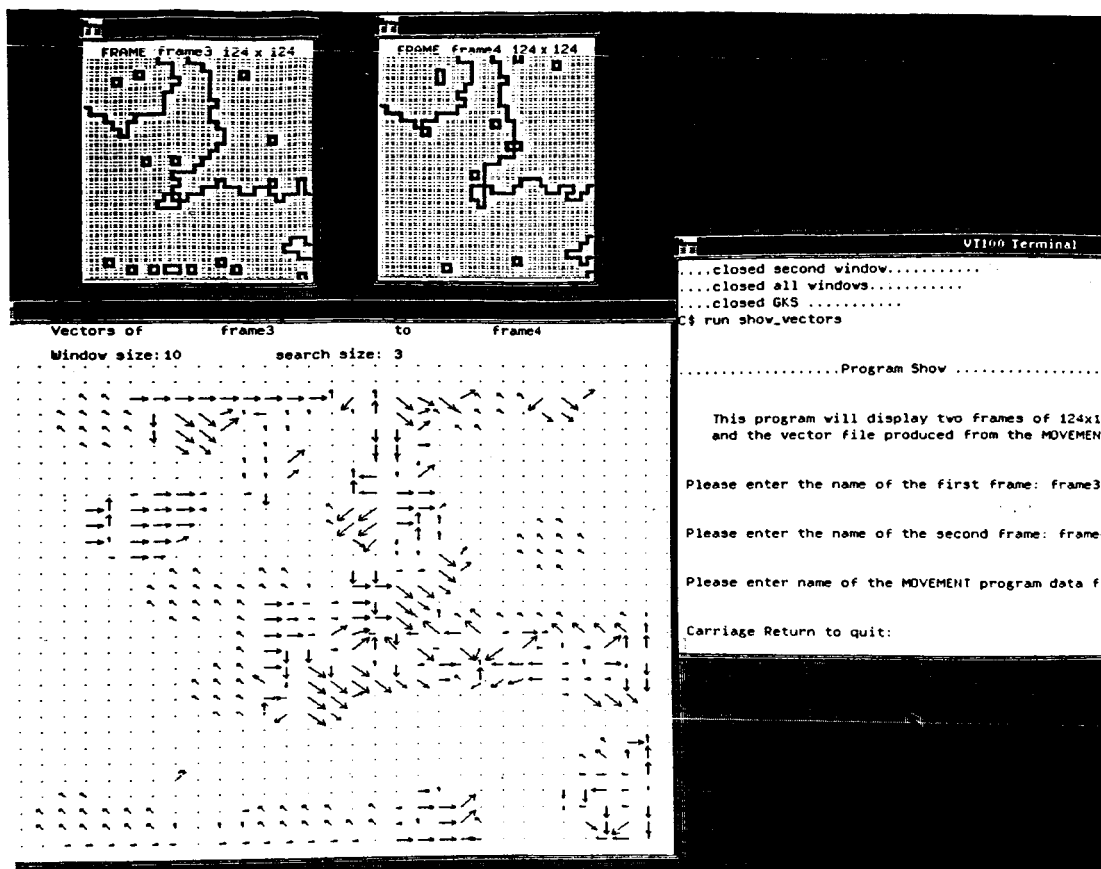 FRAME frame3 124 x 124
FRAME frame4 124 x 124
Vectors of frame3 to frame4
Window size:10 search size: 3
VT100 Terminal
....closed second window...........
....closed all windows..........
....closed GKS ..........
C$ run show_vectors
..................Program Show ................
This program will display two frames of 124x1
and the vector file produced from the MOVEMEN
Please enter the name of the first frame: frame3
Please enter the name of the second frame: frame
Please enter name of the MOVEMENT program data f
Carriage Return to quit: